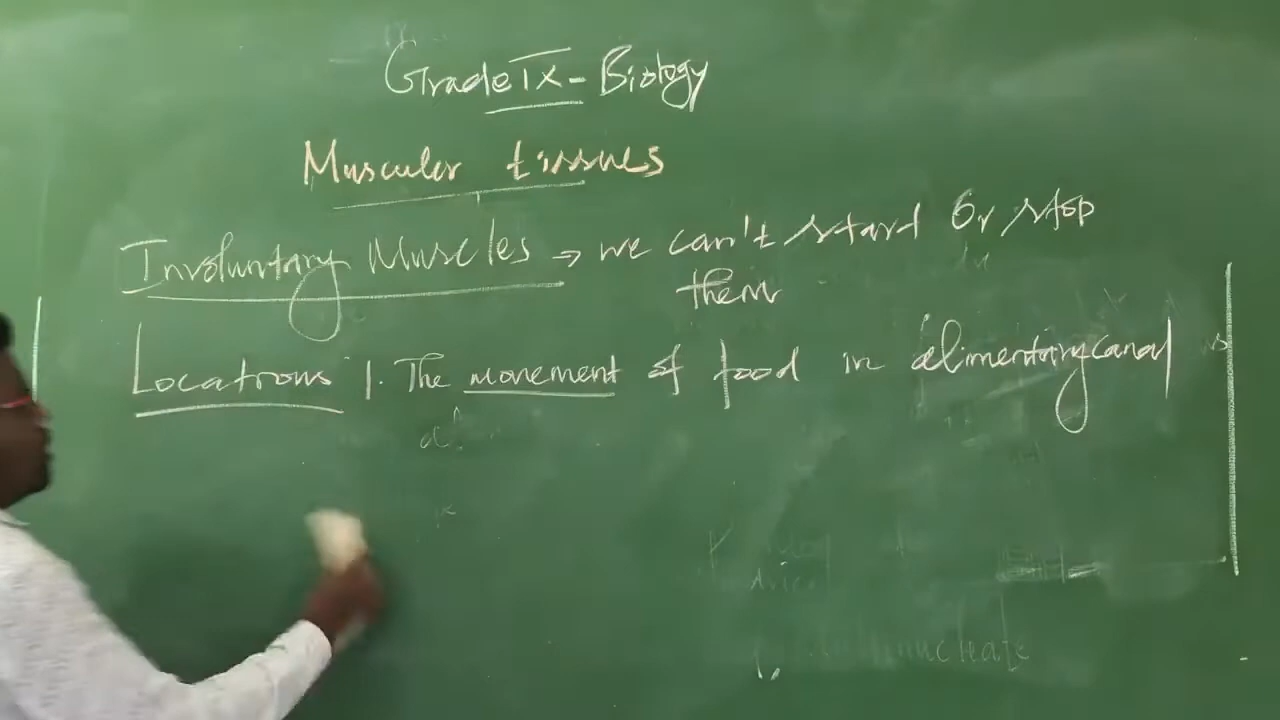 Grade IX - Biology
Muscular tissues
Involuntary Muscles → we can't start Or stop
them
Locations 1. The movement of food in alimentary canal